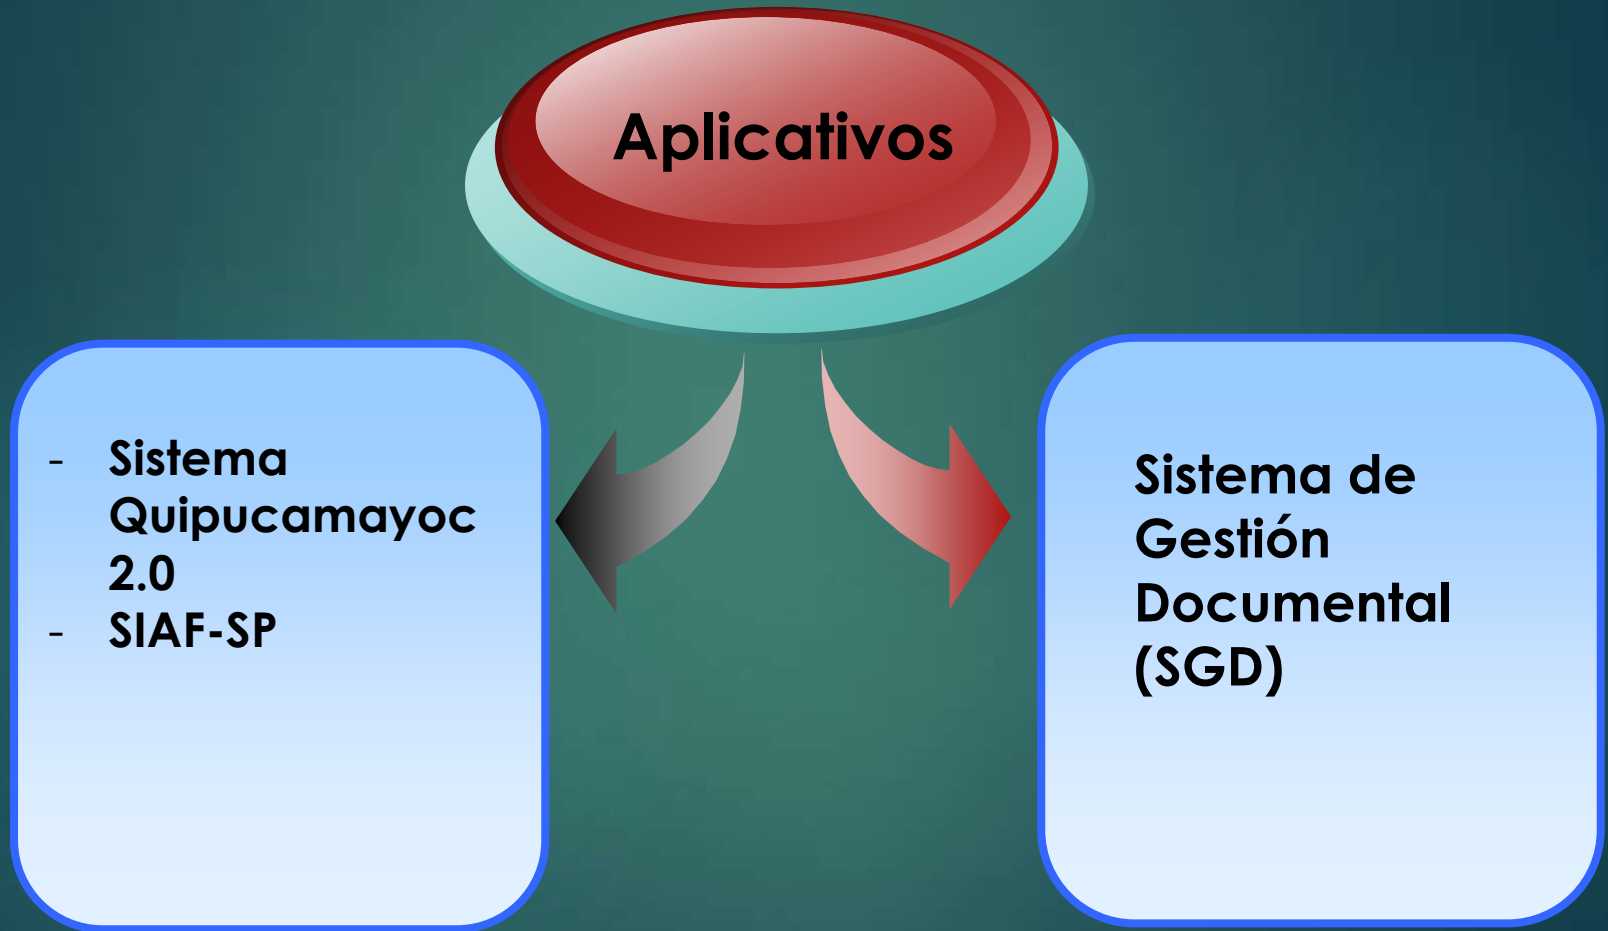 Aplicativos
- Sistema
Quipucamayoc
2.0
- SIAF-SP
Sistema de
Gestión
Documental
(SGD)